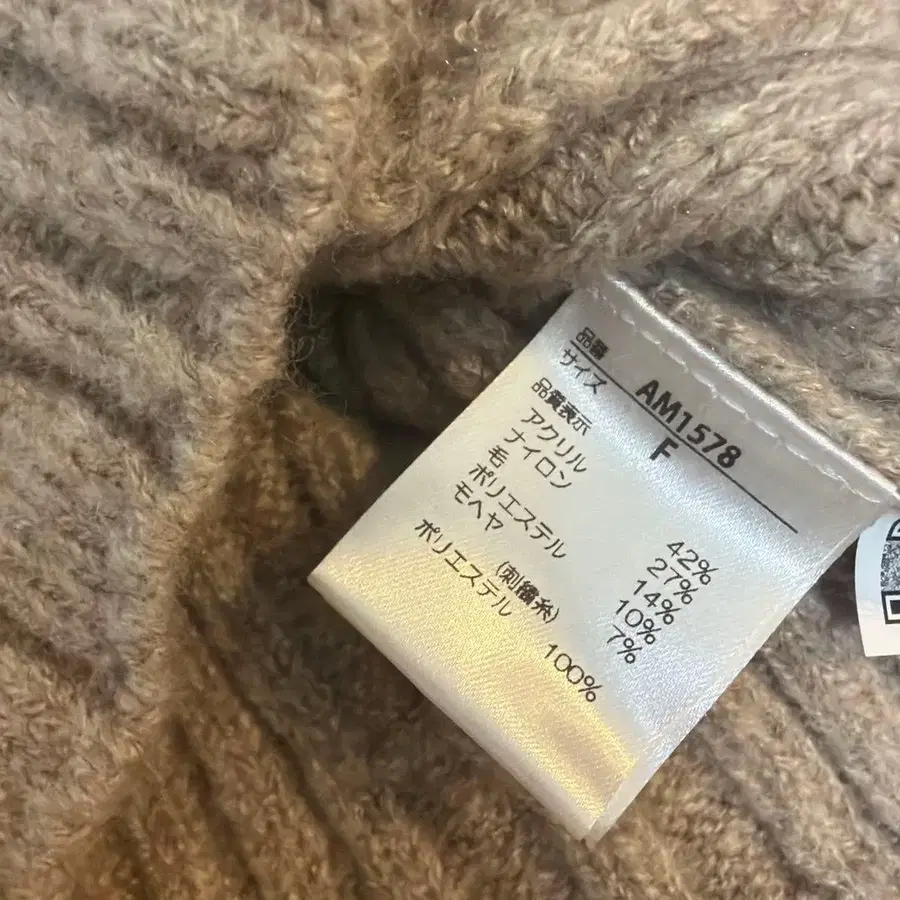 品番 AM1578
サイズ F
品質表示
アクリル 42%
ナイロン 27%
毛 14%
ポリエステル 10%
モヘヤ 7%
(刺繍糸)
ポリエステル 100%